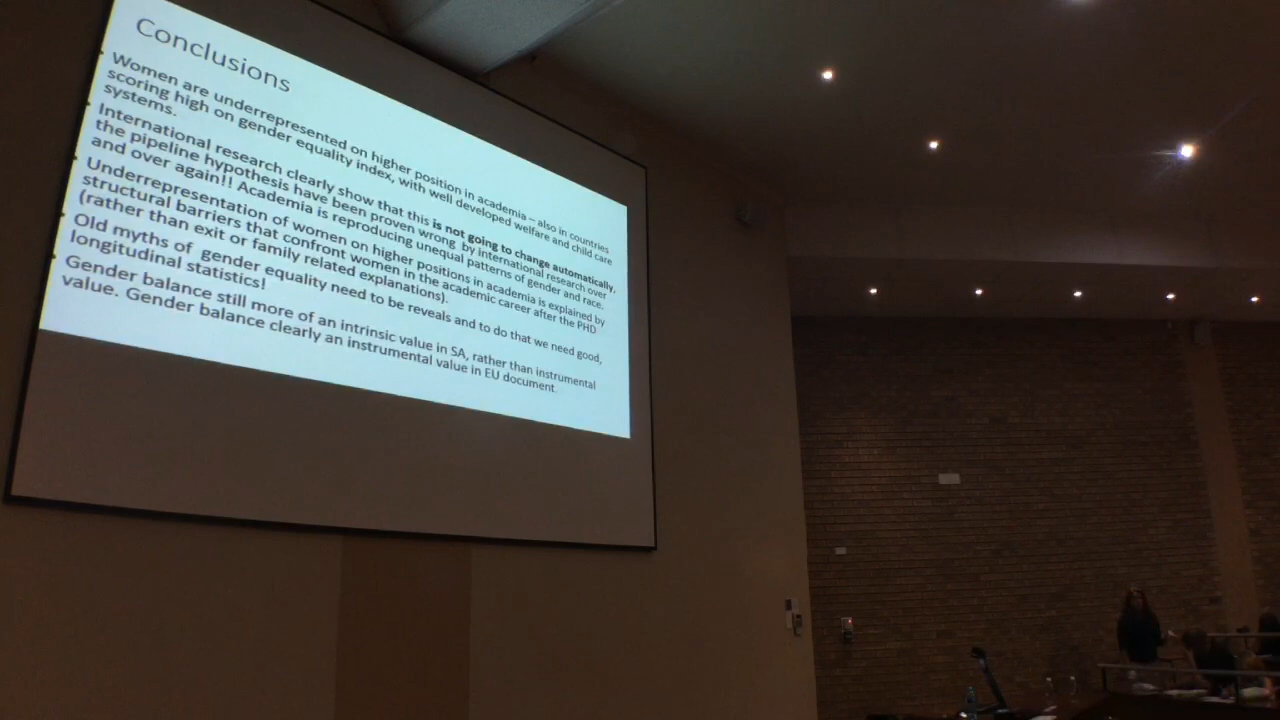 Conclusions
Women are underrepresented on higher position in academia – also in countries
scoring high on gender equality index, with well developed welfare and child care
systems.
International research clearly show that this is not going to change automatically,
the pipeline hypothesis have been proven wrong by international research over
and over again!! Academia is reproducing unequal patterns of gender and race.
Underrepresentation of women on higher positions in academia is explained by
structural barriers that confront women in the academic career after the PHD
(rather than exit or family related explanations).
Old myths of gender equality need to be reveals and to do that we need good,
longitudinal statistics!
Gender balance still more of an intrinsic value in SA, rather than instrumental
value. Gender balance clearly an instrumental value in EU document.